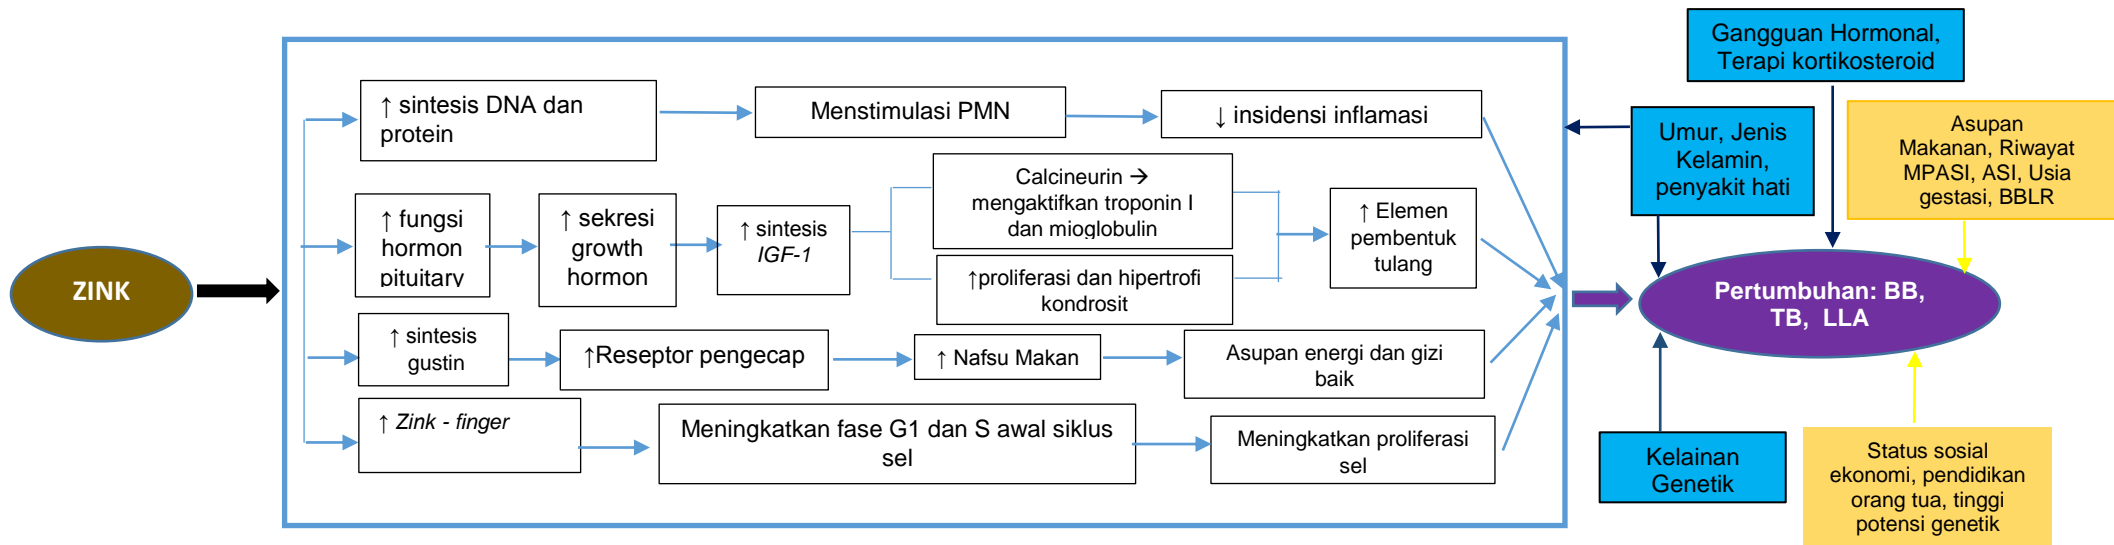 Gangguan Hormonal,
Terapi kortikosteroid
↑ sintesis DNA dan
protein
Menstimulasi PMN
↓ insidensi inflamasi
Umur, Jenis
Kelamin,
penyakit hati
Asupan
Makanan, Riwayat
MPASI, ASI, Usia
gestasi, BBLR
↑ fungsi
hormon
pituitary
↑ sekresi
growth
hormon
↑ sintesis
IGF-1
Calcineurin →
mengaktifkan troponin I
dan mioglobulin
↑proliferasi dan hipertrofi
kondrosit
↑ Elemen
pembentuk
tulang
ZINK
Pertumbuhan: BB,
TB, LLA
↑ sintesis
gustin
↑Reseptor pengecap
↑ Nafsu Makan
Asupan energi dan gizi
baik
↑ Zink - finger
Meningkatkan fase G1 dan S awal siklus
sel
Meningkatkan proliferasi
sel
Kelainan
Genetik
Status sosial
ekonomi, pendidikan
orang tua, tinggi
potensi genetik